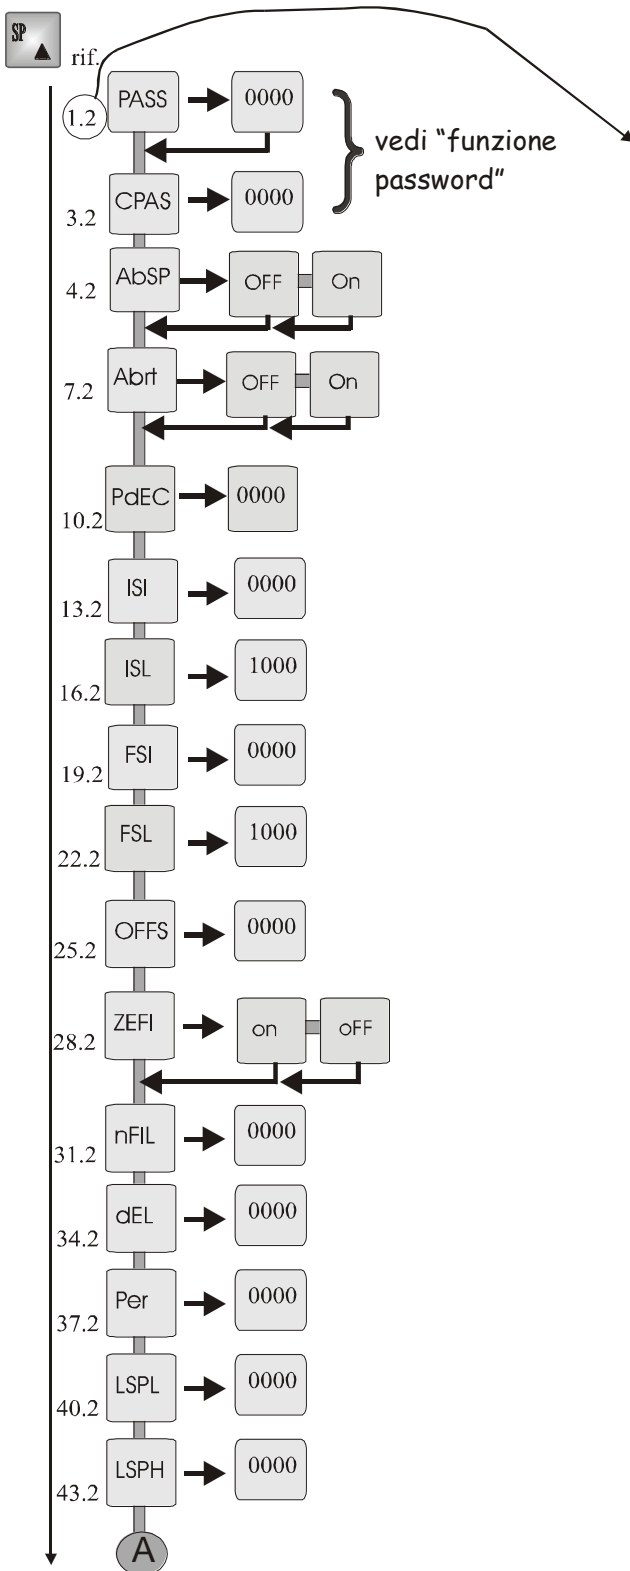 SP
rif.
1.2 PASS 0000
vedi “funzione
password”
3.2 CPAS 0000
4.2 AbSP OFF On
7.2 Abrt OFF On
10.2 PdEC 0000
13.2 ISI 0000
16.2 ISL 1000
19.2 FSI 0000
22.2 FSL 1000
25.2 OFFS 0000
28.2 ZEFI on oFF
31.2 nFIL 0000
34.2 dEL 0000
37.2 Per 0000
40.2 LSPL 0000
43.2 LSPH 0000
A